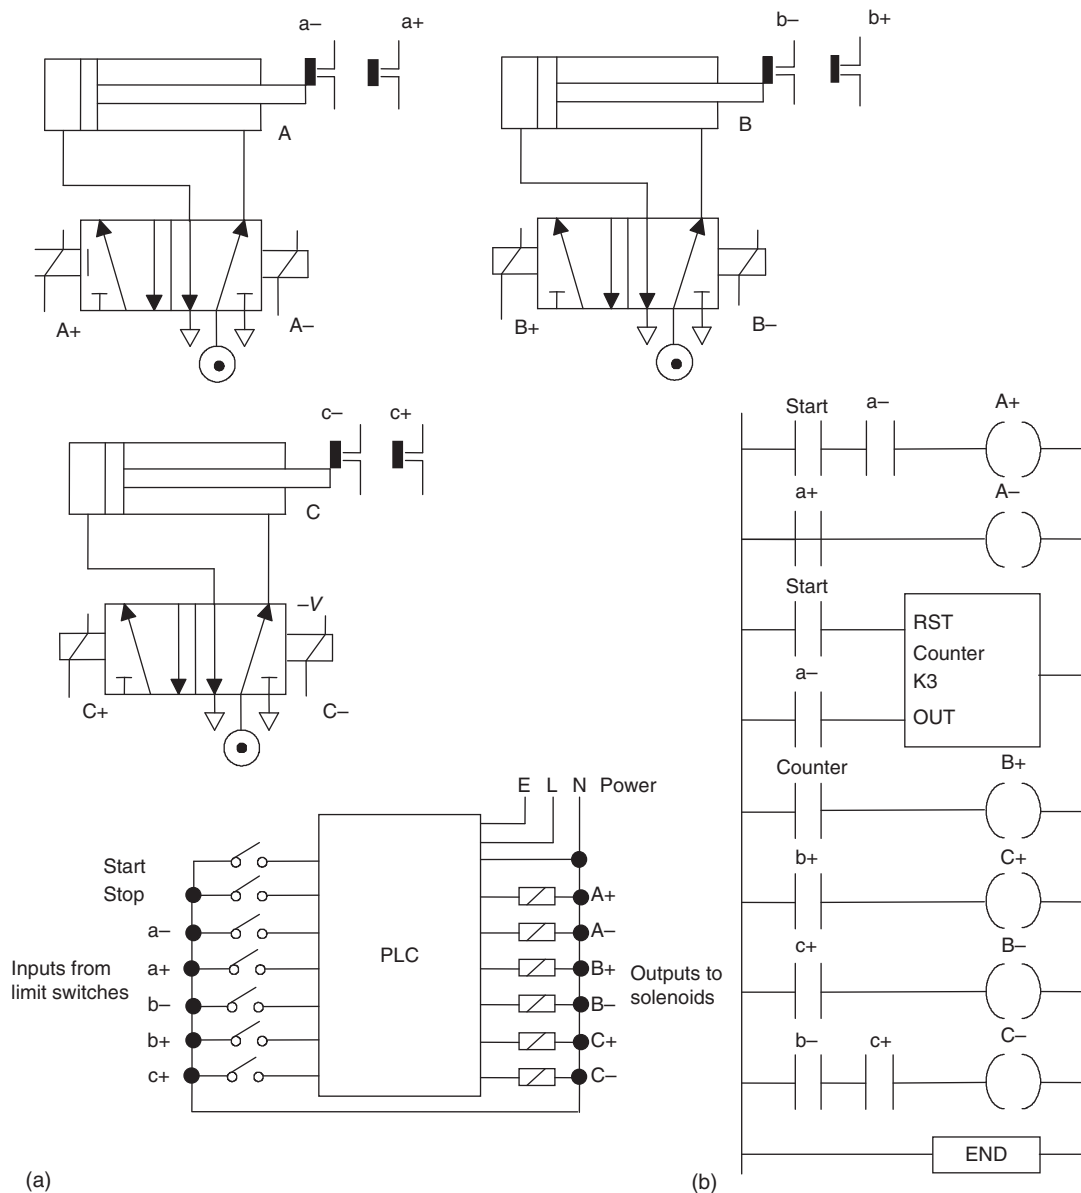 a− a+
A
A+ A−
b− b+
B
B+ B−
c− c+
C
−V
C+ C−
E L N Power
Start
Stop
a−
a+
b−
b+
c+
Inputs from
limit switches
PLC
A+
A−
B+
B−
C+
C−
Outputs to
solenoids
(a)
Start a− A+
a+ A−
Start
RST
Counter
K3
a−
OUT
Counter B+
b+ C+
c+ B−
b− c+ C−
END
(b)